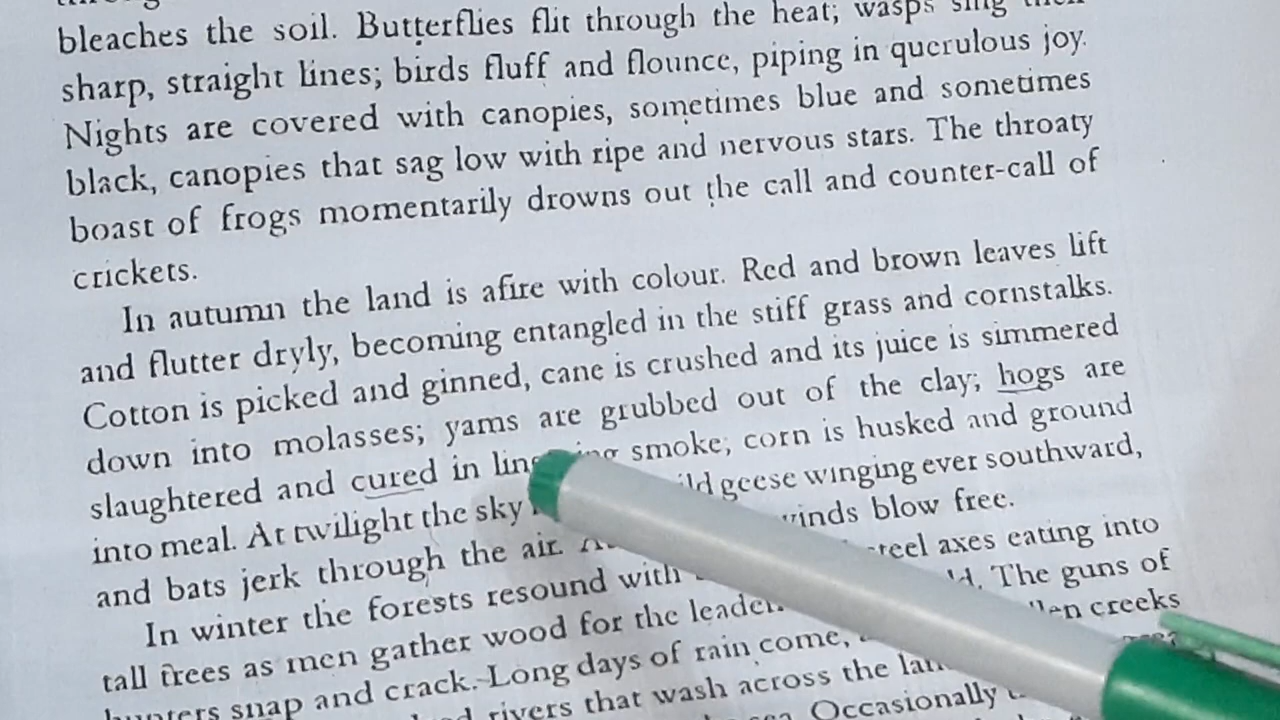 bleaches the soil. Butterflies flit through the heat; wasps sing their
sharp, straight lines; birds fluff and flounce, piping in querulous joy.
Nights are covered with canopies, sometimes blue and sometimes
black, canopies that sag low with ripe and nervous stars. The throaty
boast of frogs momentarily drowns out the call and counter-call of
crickets.
In autumn the land is afire with colour. Red and brown leaves lift
and flutter dryly, becoming entangled in the stiff grass and cornstalks.
Cotton is picked and ginned, cane is crushed and its juice is simmered
down into molasses; yams are grubbed out of the clay; hogs are
slaughtered and cured in smoke; corn is husked and ground
into meal. At twilight the sky geese winging ever southward,
and bats jerk through the air. winds blow free.
In winter the forests resound with steel axes eating into
tall trees as men gather wood for the The guns of
hunters snap and crack. Long days of rain come, creeks
rivers that wash across the
Occasionally